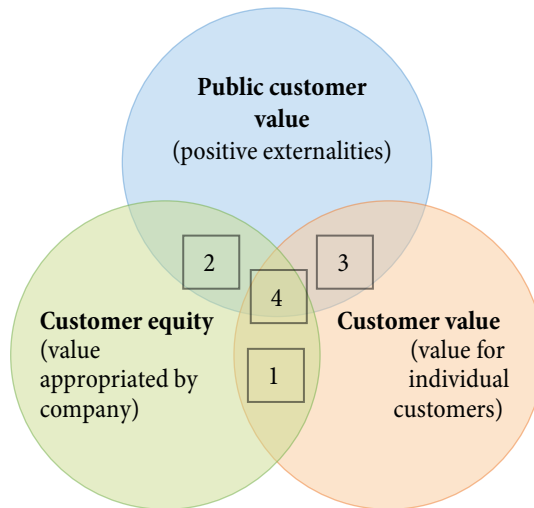 Public customer
value
(positive externalities)
2
3
4
Customer equity
(value
appropriated by
company)
Customer value
(value for
individual
customers)
1